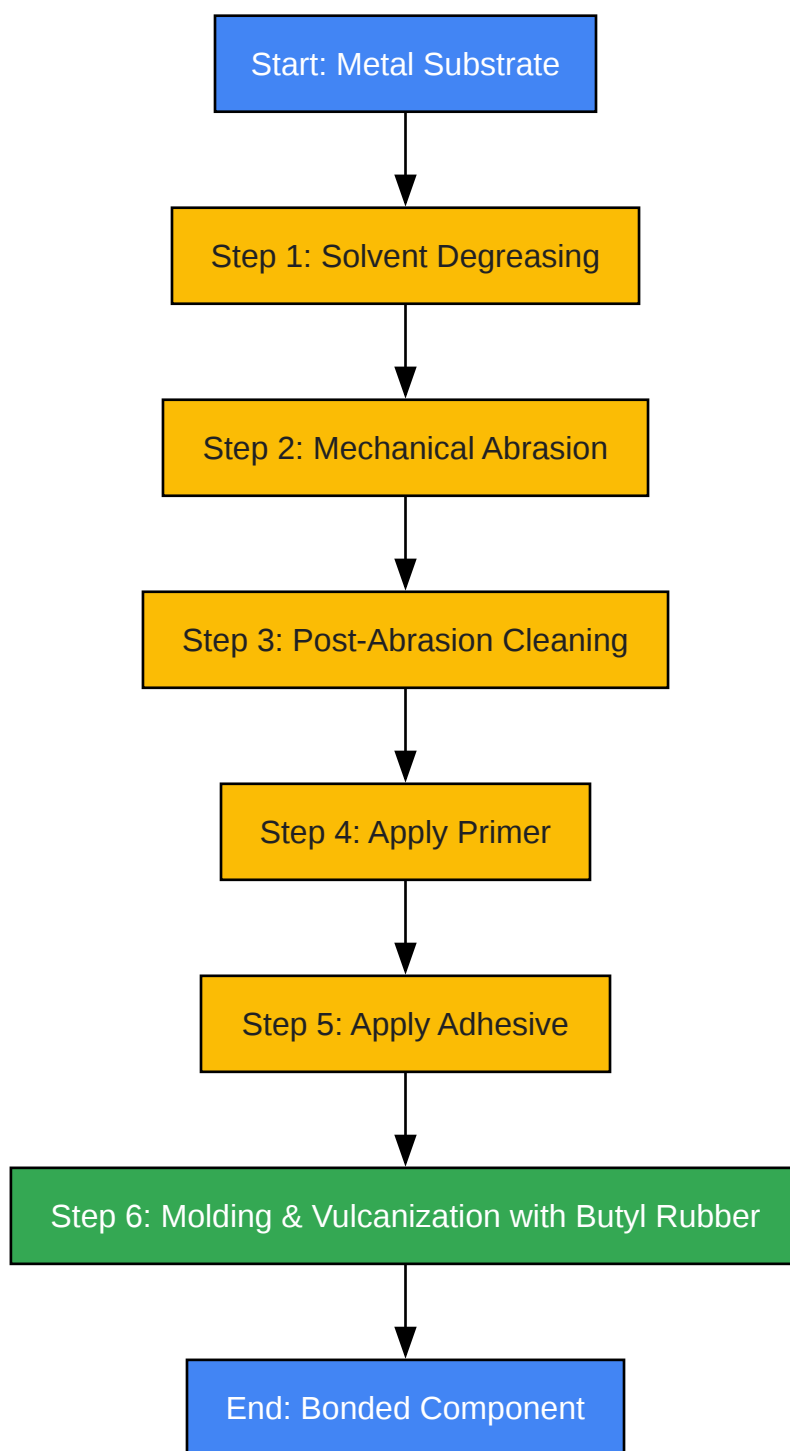 Start: Metal Substrate
Step 1: Solvent Degreasing
Step 2: Mechanical Abrasion
Step 3: Post-Abrasion Cleaning
Step 4: Apply Primer
Step 5: Apply Adhesive
Step 6: Molding & Vulcanization with Butyl Rubber
End: Bonded Component